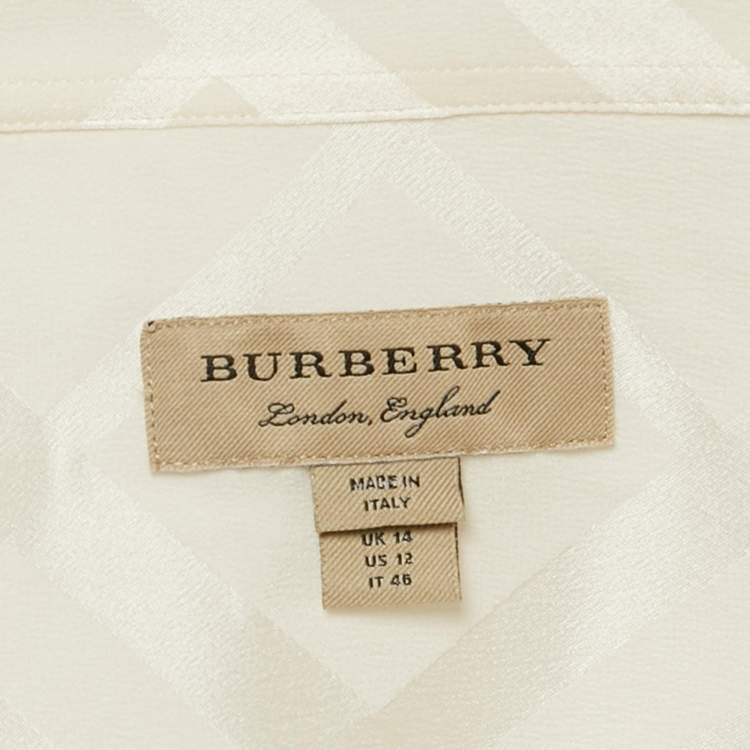 BURBERRY
London, England
MADE IN
ITALY
UK 14
US 12
IT 46